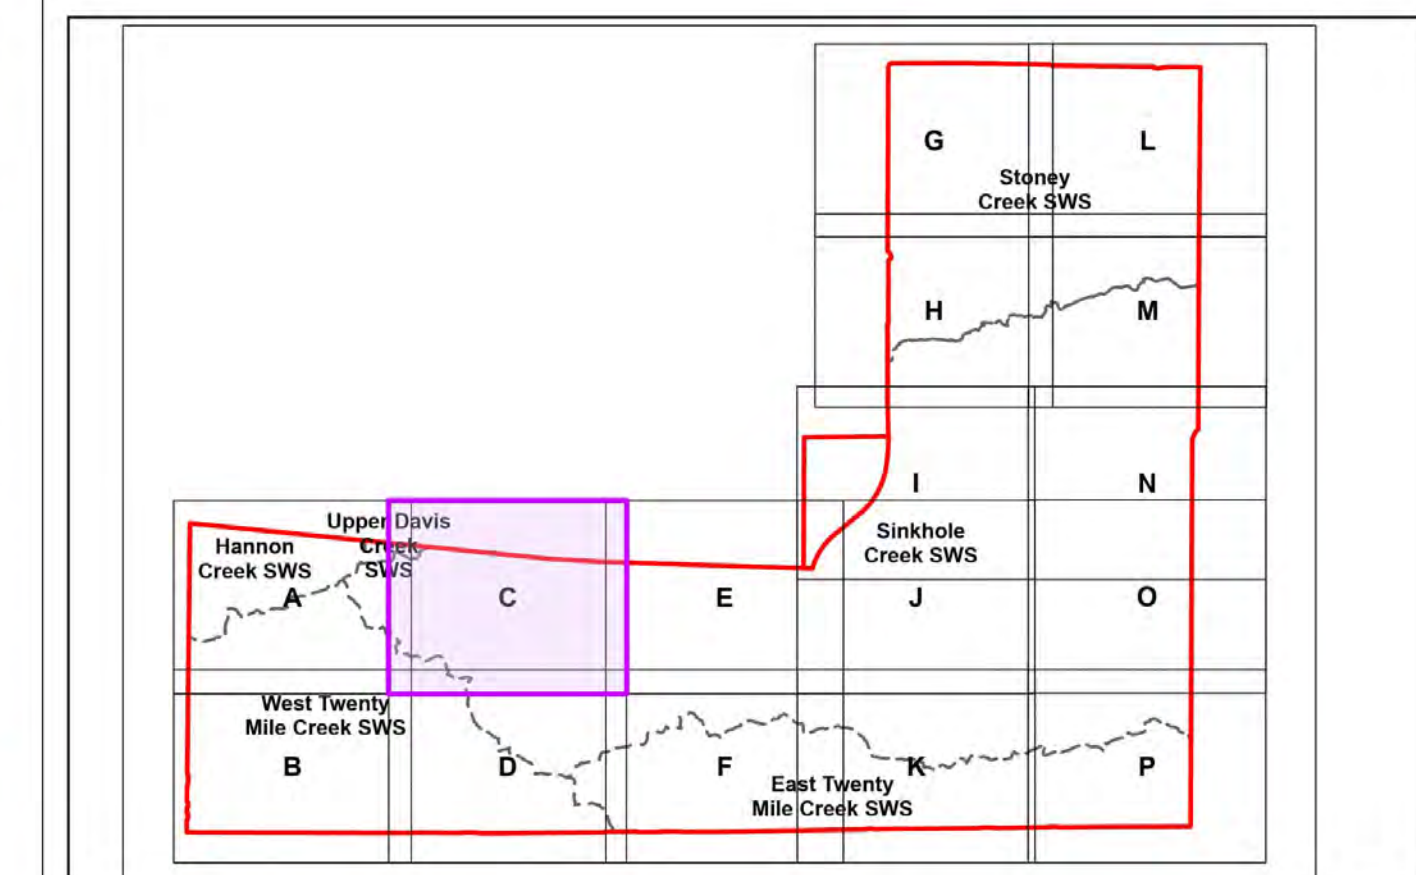 G
L
Stoney
Creek SWS
H
M
I
N
Upper Davis
Creek
SWS
Hannon
Creek SWS
Sinkhole
Creek SWS
A
C
E
J
O
West Twenty
Mile Creek SWS
B
D
F
K
P
East Twenty
Mile Creek SWS